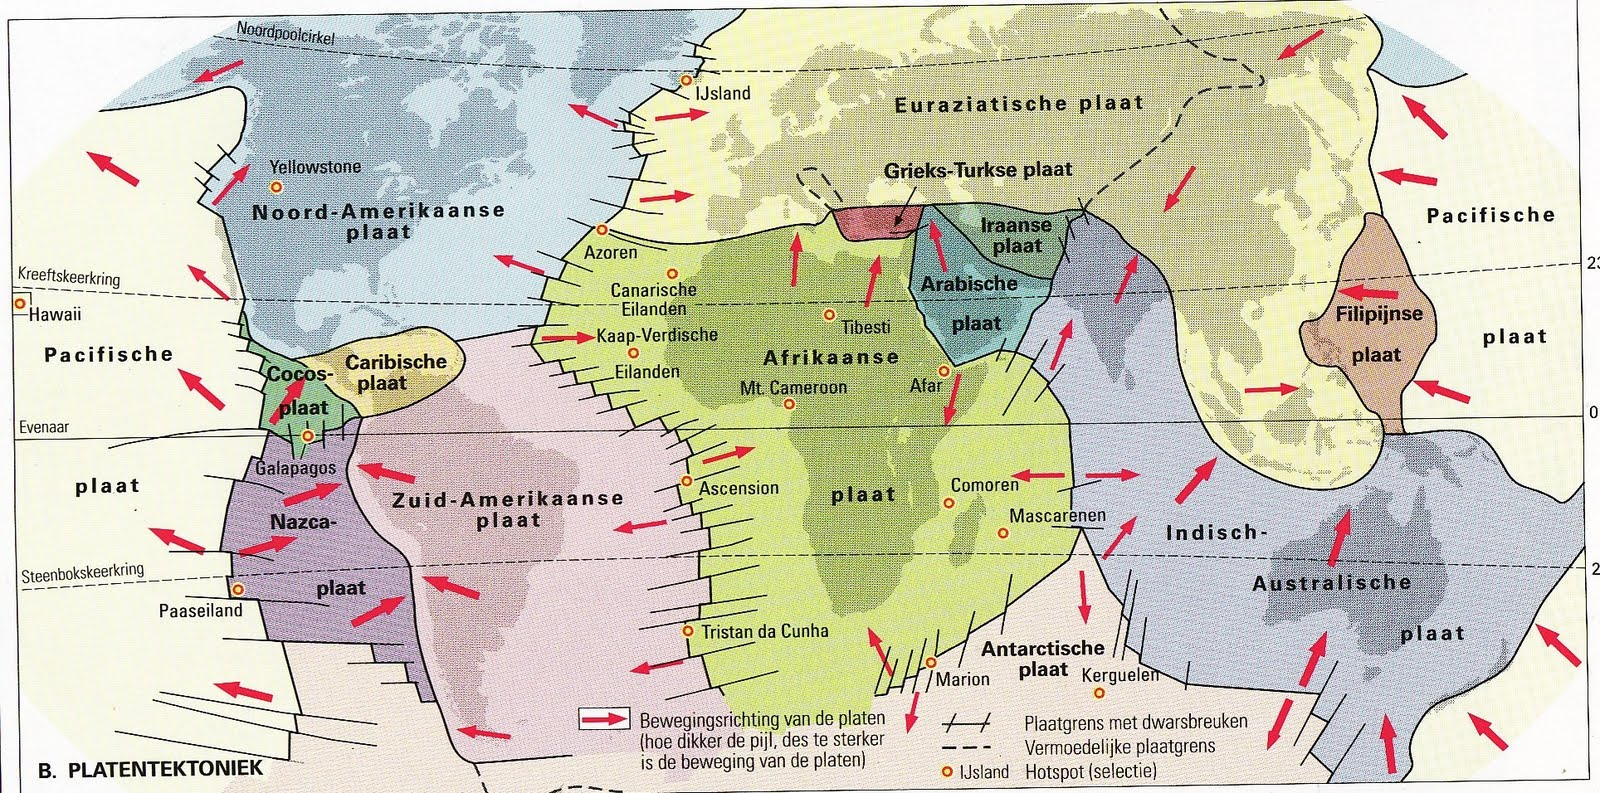 Noordpoolcirkel
IJsland
Euraziatische plaat
Yellowstone
Grieks-Turkse plaat
Noord-Amerikaanse
plaat
Pacifische
Iraanse
plaat
Azoren
Kreeftskeerkring
23
Canarische
Eilanden
Arabische
plaat
Hawaii
Tibesti
Filipijnse
plaat
Kaap-Verdische
Eilanden
plaat
Pacifische
plaat
Caribische
plaat
Cocos-
plaat
Afrikaanse
plaat
Mt. Cameroon
Afar
Evenaar
0
Galapagos
Zuid-Amerikaanse
plaat
Ascension
Comoren
Mascarenen
Nazca-
plaat
Indisch-
Australische
plaat
Steenbokskeerkring
2
Paaseiland
Tristan da Cunha
Antarctische
plaat
Marion
Kerguelen
Bewegingsrichting van de platen
(hoe dikker de pijl, des te sterker
is de beweging van de platen)
Plaatgrens met dwarsbreuken
Vermoedelijke plaatgrens
IJsland Hotspot (selectie)
B. PLATENTEKTONIEK